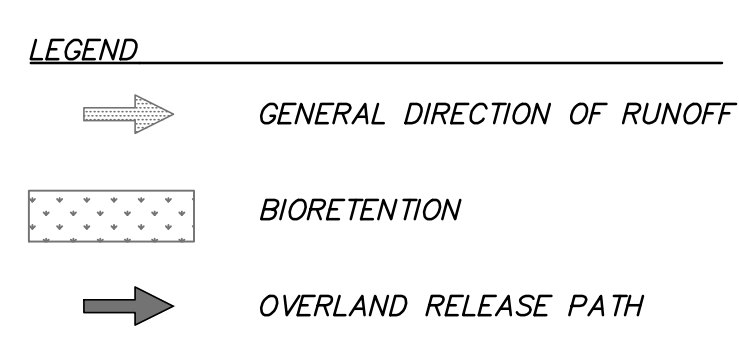 LEGEND
GENERAL DIRECTION OF RUNOFF
BIORETENTION
OVERLAND RELEASE PATH